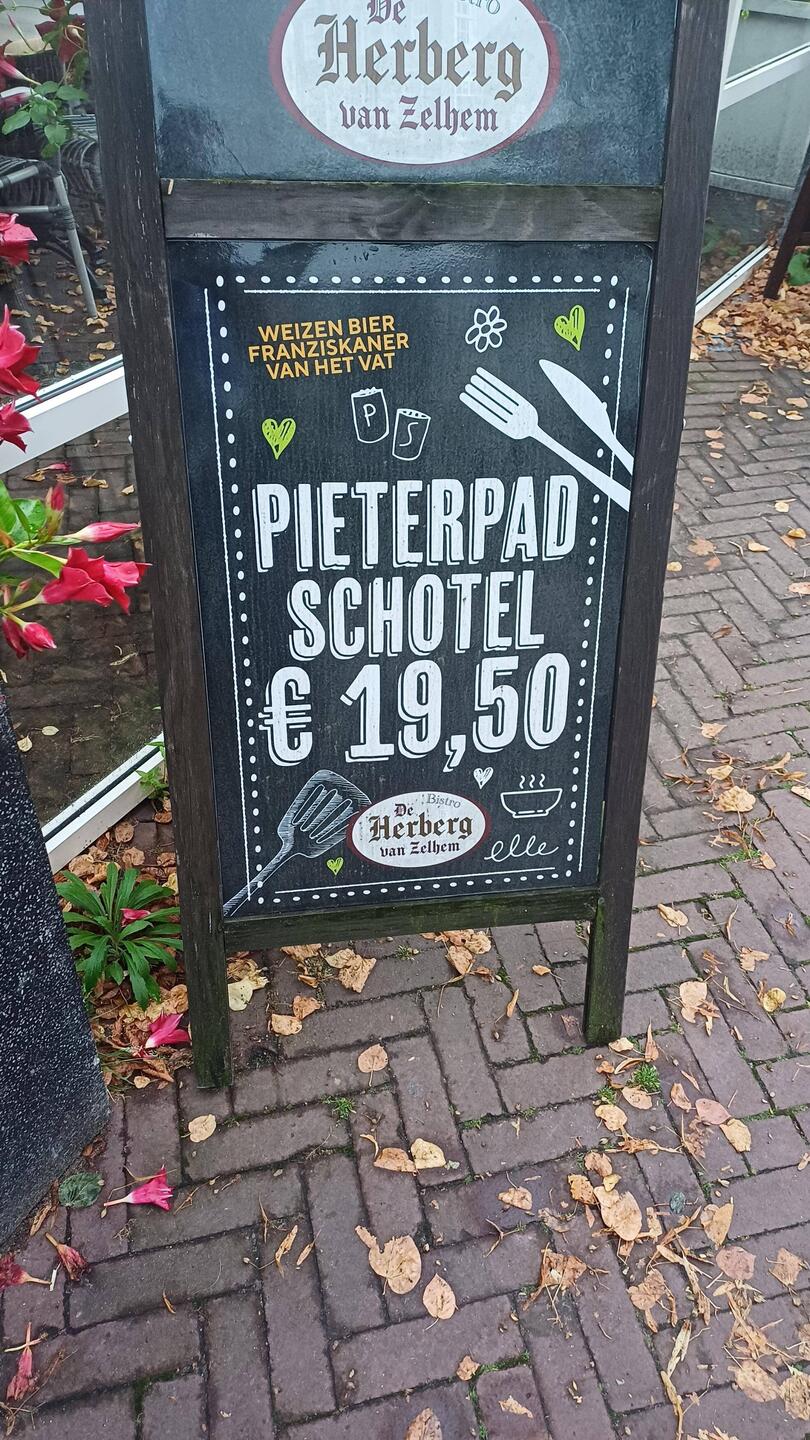 De Bistro
Herberg
van Zelhem
WEIZEN BIER
FRANZISKANER
VAN HET VAT
P S
PIETERPAD
SCHOTEL
€ 19,50
De Bistro
Herberg
van Zelhem